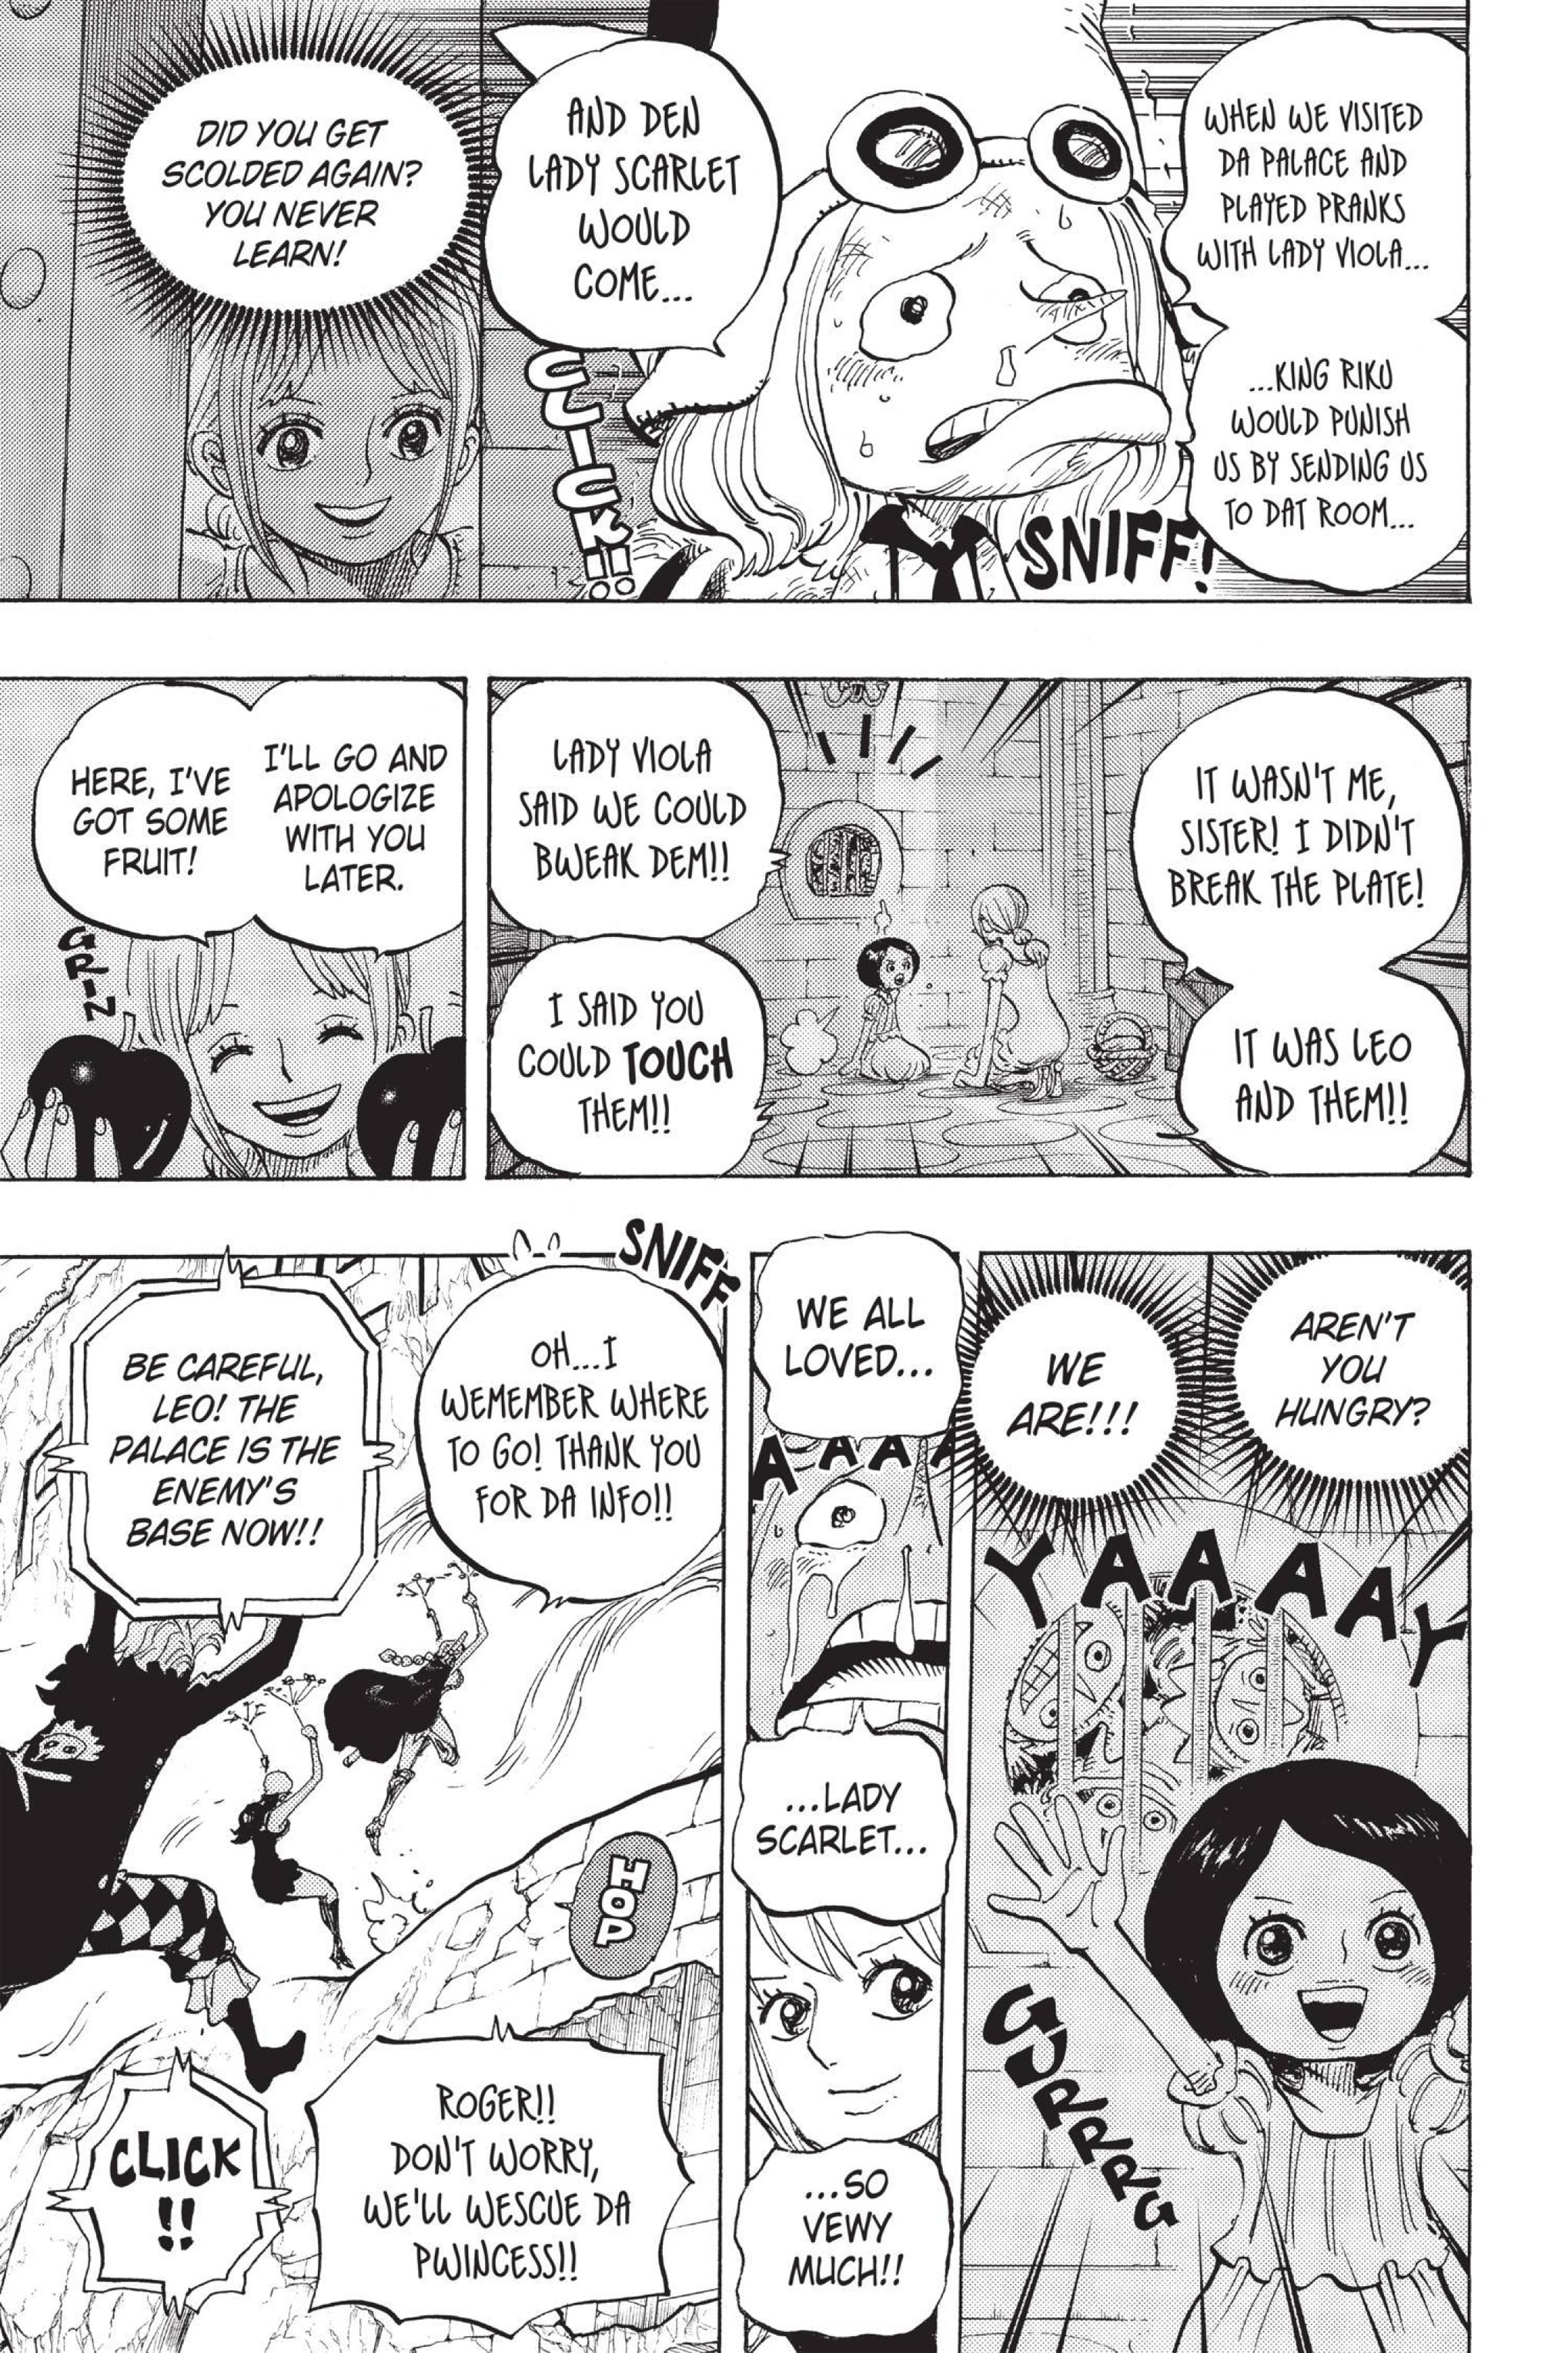 WHEN WE VISITED
DA PALACE AND
PLAYED PRANKS
WITH LADY VIOLA...
...KING RIKU
WOULD PUNISH
US BY SENDING US
TO DAT ROOM...
SNIFF!
AND DEN
LADY SCARLET
WOULD
COME...
CLICK!!
DID YOU GET
SCOLDED AGAIN?
YOU NEVER
LEARN!
IT WASN'T ME,
SISTER! I DIDN'T
BREAK THE PLATE!
IT WAS LEO
AND THEM!!
LADY VIOLA
SAID WE COULD
BWEAK DEM!!
I SAID YOU
COULD TOUCH
THEM!!
I'LL GO AND
APOLOGIZE
WITH YOU
LATER.
HERE, I'VE
GOT SOME
FRUIT!
GRIN
AREN'T
YOU
HUNGRY?
WE
ARE!!!
YAAAAY
GURRRG
WE ALL
LOVED...
AAAA
...LADY
SCARLET...
...SO
VEWY
MUCH!!
SNIFF
OH...I
WEMEMBER WHERE
TO GO! THANK YOU
FOR DA INFO!!
BE CAREFUL,
LEO! THE
PALACE IS THE
ENEMY'S
BASE NOW!!
HOP
ROGER!!
DON'T WORRY,
WE'LL WESCUE DA
PWINCESS!!
CLICK
!!